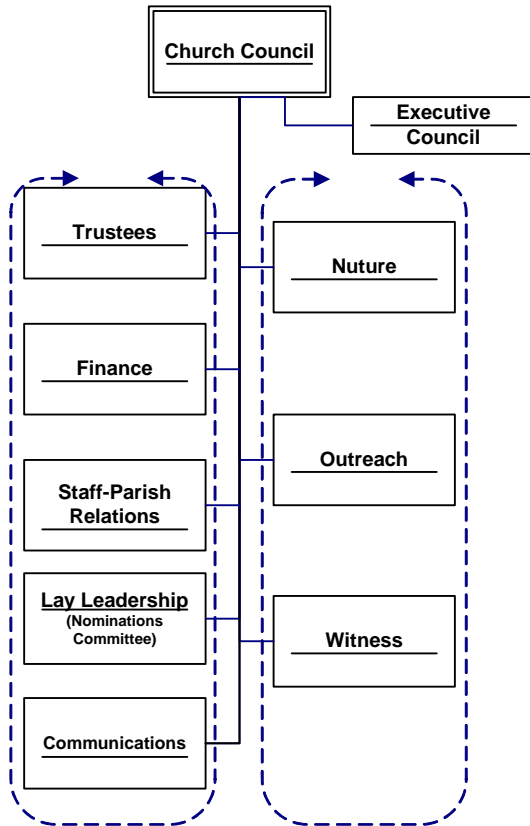 Church Council
Executive
Council
Trustees
Finance
Staff-Parish
Relations
Lay Leadership
(Nominations
Committee)
Communications
Nuture
Outreach
Witness